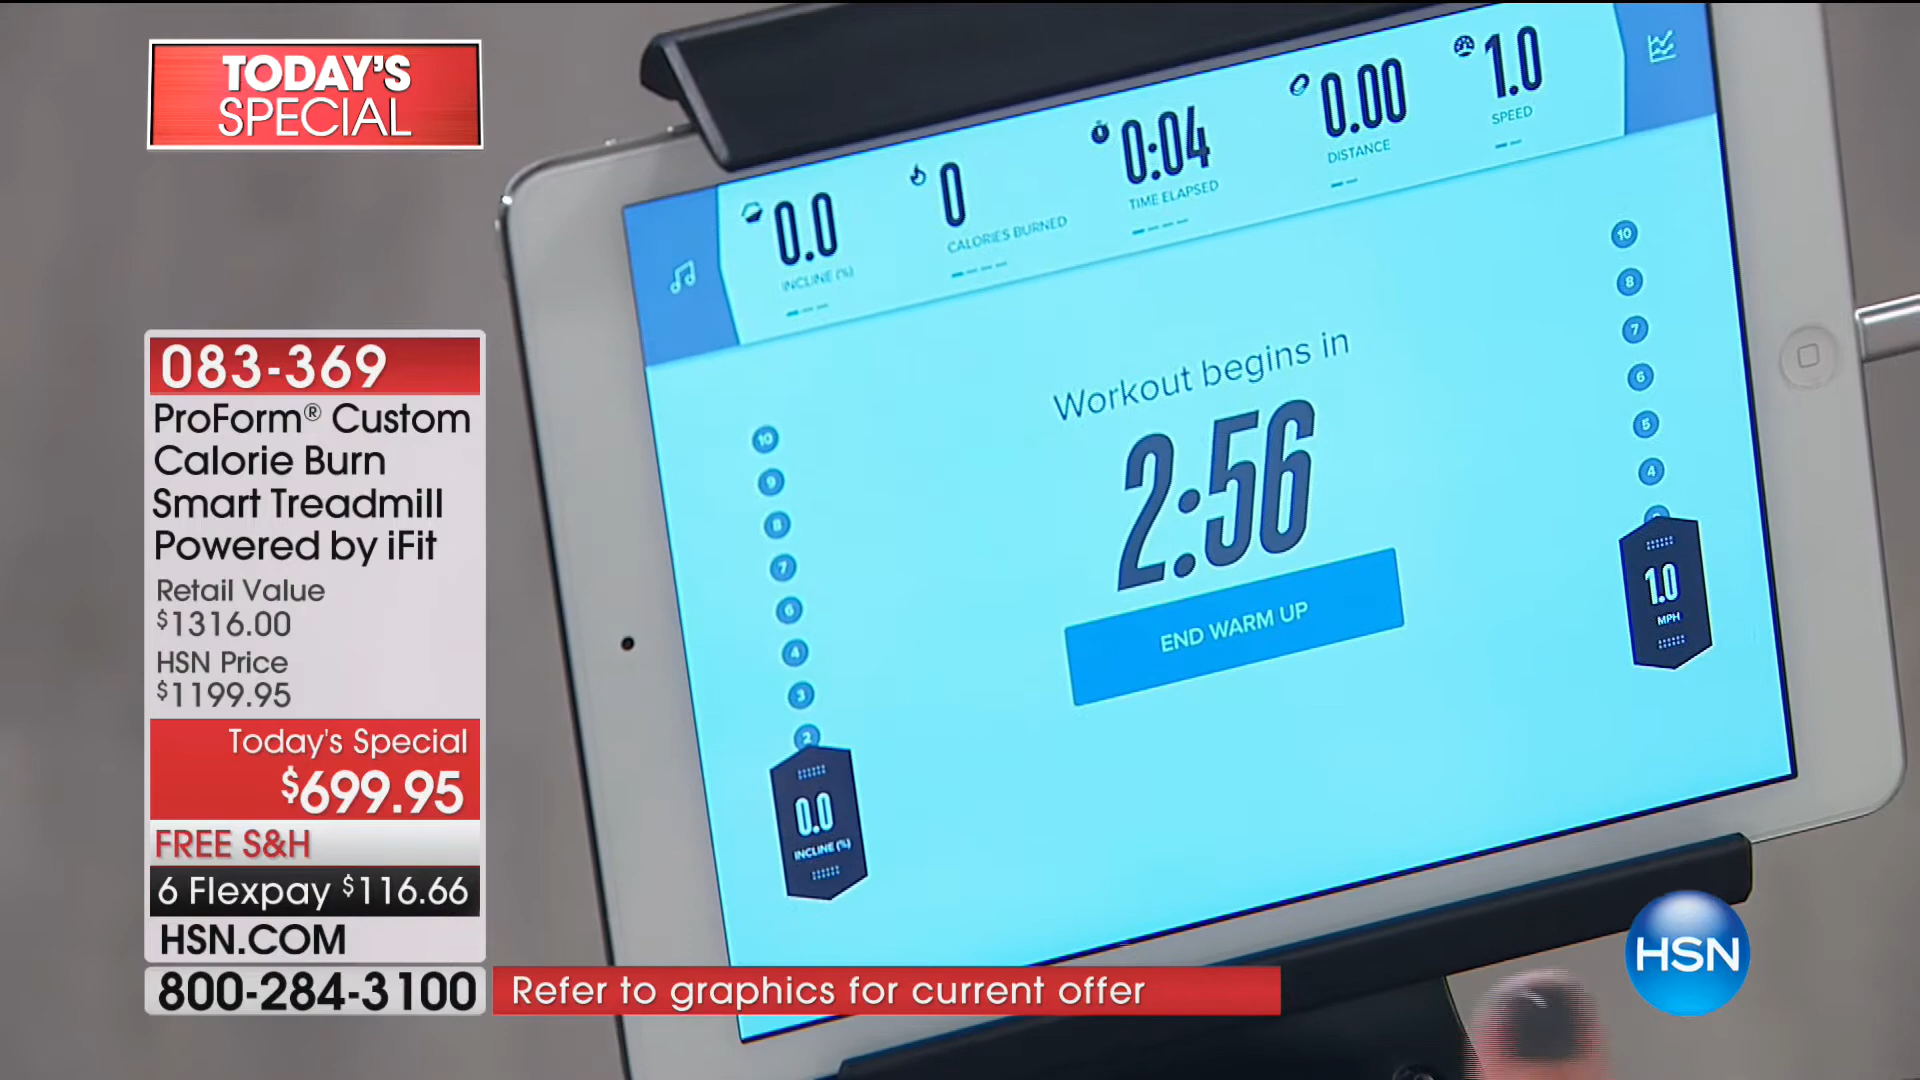 TODAY'S
SPECIAL
083-369
ProForm® Custom
Calorie Burn
Smart Treadmill
Powered by iFit
Retail Value
$1316.00
HSN Price
$1199.95
Today's Special
$699.95
FREE S&H
6 Flexpay $116.66
HSN.COM
800-284-3100
Refer to graphics for current offer
HSN
0.0
INCLINE (%)
0
CALORIES BURNED
0:04
TIME ELAPSED
0.00
DISTANCE
1.0
SPEED
Workout begins in
2:56
END WARM UP
10
9
8
7
6
4
3
2
0.0
INCLINE (%)
10
8
7
6
5
4
1.0
MPH